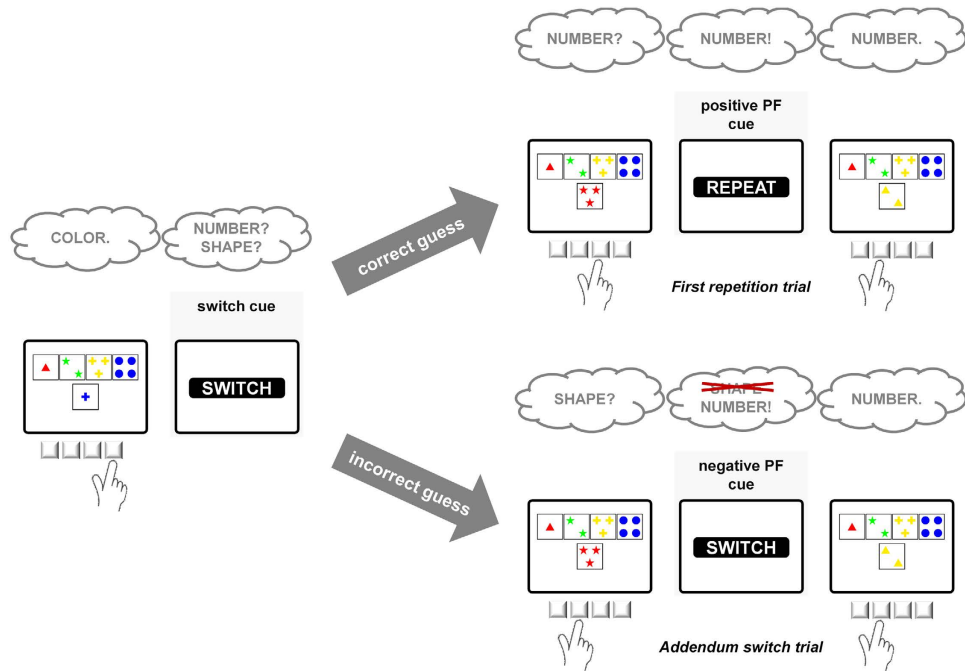 COLOR.
NUMBER?
SHAPE?
switch cue
SWITCH
correct guess
incorrect guess
NUMBER?
NUMBER!
NUMBER.
positive PF
cue
REPEAT
First repetition trial
SHAPE?
SHAPE
NUMBER!
NUMBER.
negative PF
cue
SWITCH
Addendum switch trial